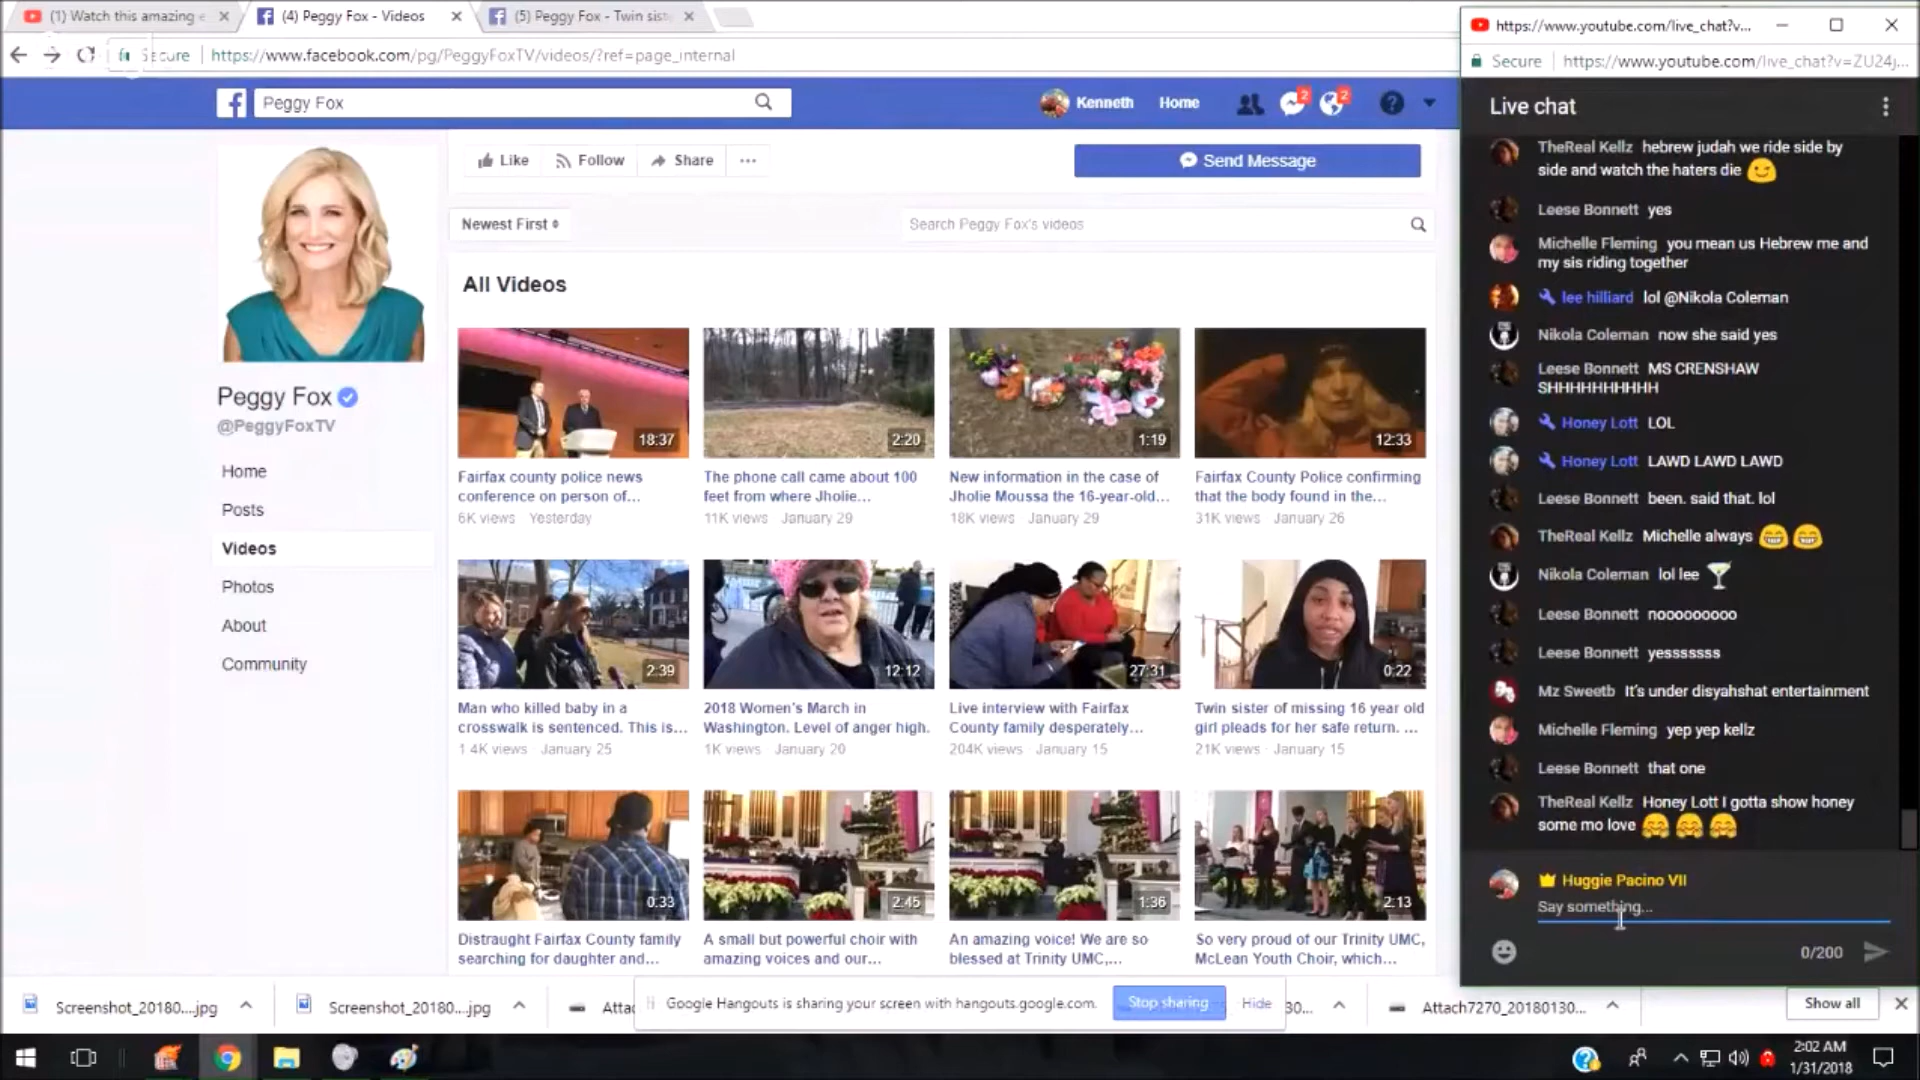 (1) Watch this amazing
(4) Peggy Fox - Videos
(5) Peggy Fox - Twin sist
https://www.youtube.com/live_chat?v...
Secure
https://www.facebook.com/pg/PeggyFoxTV/videos/?ref=page_internal
Secure
https://www.youtube.com/live_chat?v=ZU24j...
Peggy Fox
Kenneth
Home
2
2
Like
Follow
Share
Send Message
Newest First
Search Peggy Fox's videos
Peggy Fox
@PeggyFoxTV
Home
Posts
Videos
Photos
About
Community
All Videos
18:37
2:20
1:19
12:33
Fairfax county police news
conference on person of...
6K views · Yesterday
The phone call came about 100
feet from where Jholie...
11K views · January 29
New information in the case of
Jholie Moussa the 16-year-old...
18K views · January 29
Fairfax County Police confirming
that the body found in the...
31K views · January 26
2:39
12:12
27:31
0:22
Man who killed baby in a
crosswalk is sentenced. This is...
1.4K views · January 25
2018 Women's March in
Washington. Level of anger high.
1K views · January 20
Live interview with Fairfax
County family desperately...
204K views · January 15
Twin sister of missing 16 year old
girl pleads for her safe return. ...
21K views · January 15
0:33
2:45
1:36
2:13
Distraught Fairfax County family
searching for daughter and...
A small but powerful choir with
amazing voices and our...
An amazing voice! We are so
blessed at Trinity UMC,...
So very proud of our Trinity UMC,
McLean Youth Choir, which...
Live chat
TheReal Kellz hebrew judah we ride side by
side and watch the haters die 😉
Leese Bonnett yes
Michelle Fleming you mean us Hebrew me and
my sis riding together
lee hilliard lol @Nikola Coleman
Nikola Coleman now she said yes
Leese Bonnett MS CRENSHAW
SHHHHHHHHHH
Honey Lott LOL
Honey Lott LAWD LAWD LAWD
Leese Bonnett been. said that. lol
TheReal Kellz Michelle always 😁😁
Nikola Coleman lol lee 🍸
Leese Bonnett nooooooooo
Leese Bonnett yesssssss
Mz Sweetb It's under disyahshat entertainment
Michelle Fleming yep yep kellz
Leese Bonnett that one
TheReal Kellz Honey Lott I gotta show honey
some mo love 🤗🤗🤗
Huggie Pacino VII
Say something...
0/200
Screenshot_20180....jpg
Screenshot_20180....jpg
Attac
Google Hangouts is sharing your screen with hangouts.google.com.
Stop sharing
Hide
30...
Attach7270_20180130...
Show all
2:02 AM
1/31/2018